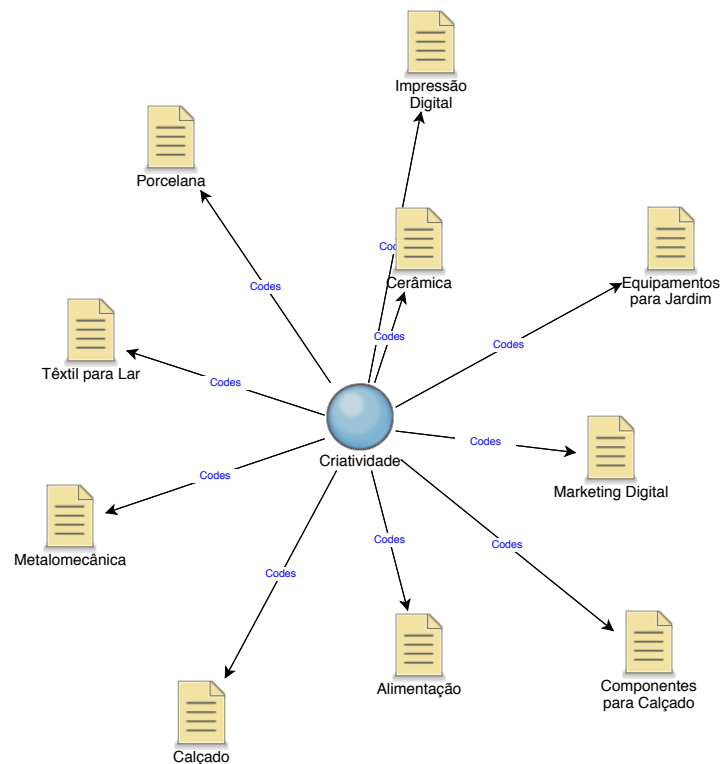 Impressão
Digital
Porcelana
Codes
Cerâmica
Equipamentos
para Jardim
Codes
Codes
Codes
Têxtil para Lar
Codes
Codes
Marketing Digital
Criatividade
Codes
Metalomecânica
Codes
Codes
Codes
Alimentação
Componentes
para Calçado
Calçado